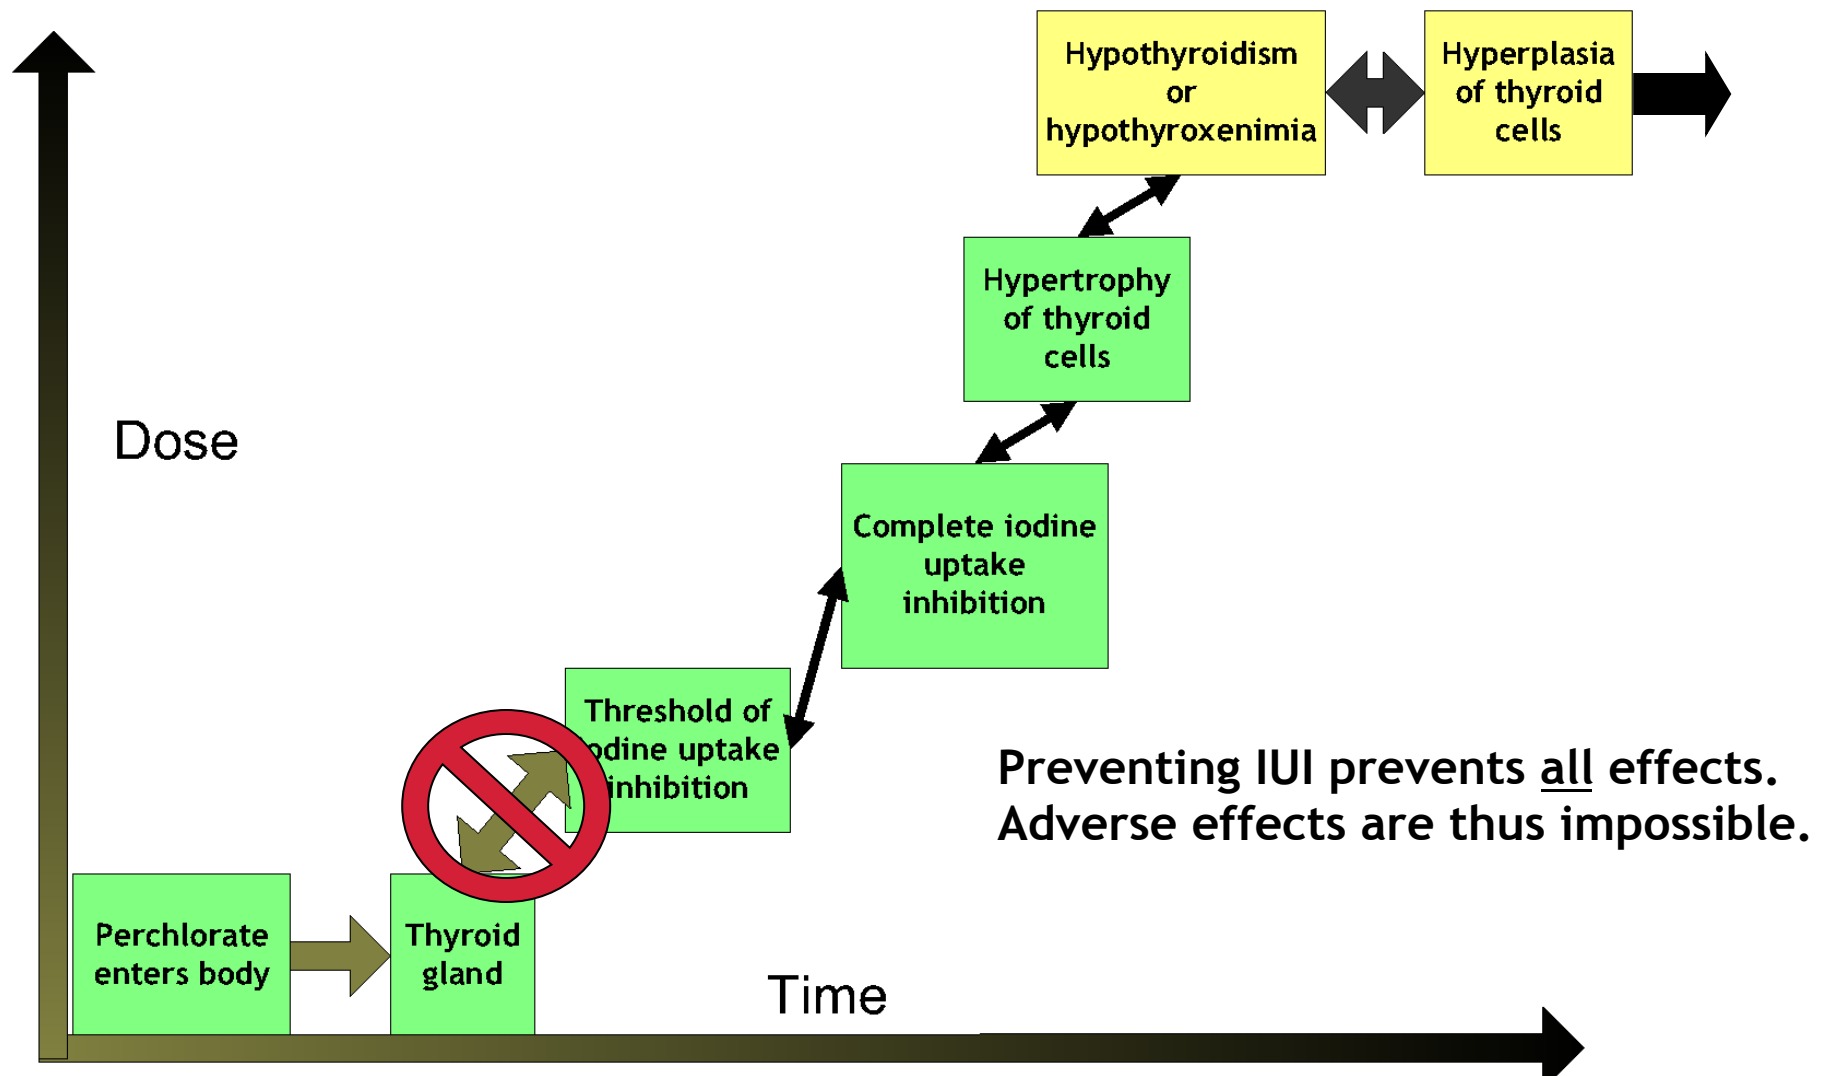 Hypothyroidism
or
hypothyroxenimia
Hyperplasia
of thyroid
cells
Hypertrophy
of thyroid
cells
Dose
Complete iodine
uptake
inhibition
Threshold of
iodine uptake
inhibition
Preventing IUI prevents all effects.
Adverse effects are thus impossible.
Perchlorate
enters body
Thyroid
gland
Time